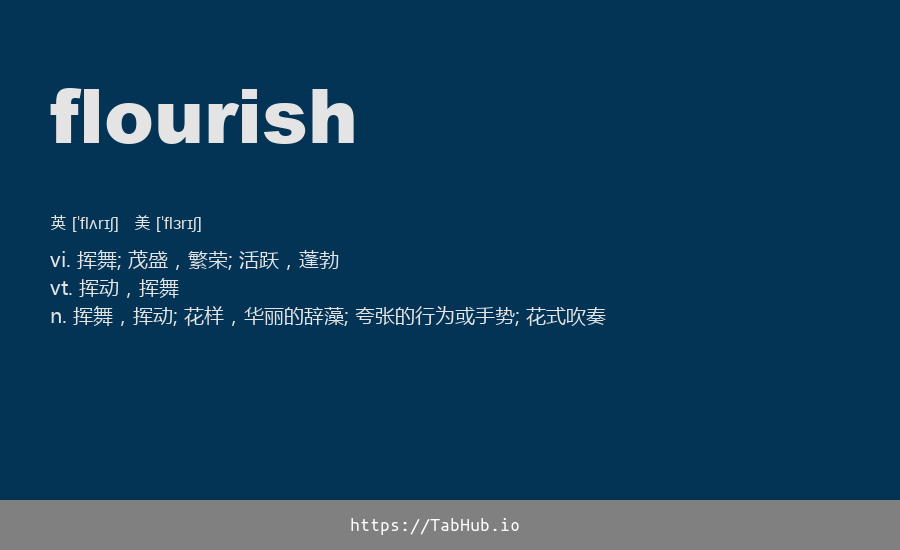 flourish
英 [ˈflʌrɪʃ] 美 [ˈflɜrɪʃ]
vi. 挥舞; 茂盛，繁荣; 活跃，蓬勃
vt. 挥动，挥舞
n. 挥舞，挥动; 花样，华丽的辞藻; 夸张的行为或手势; 花式吹奏
https://TabHub.io